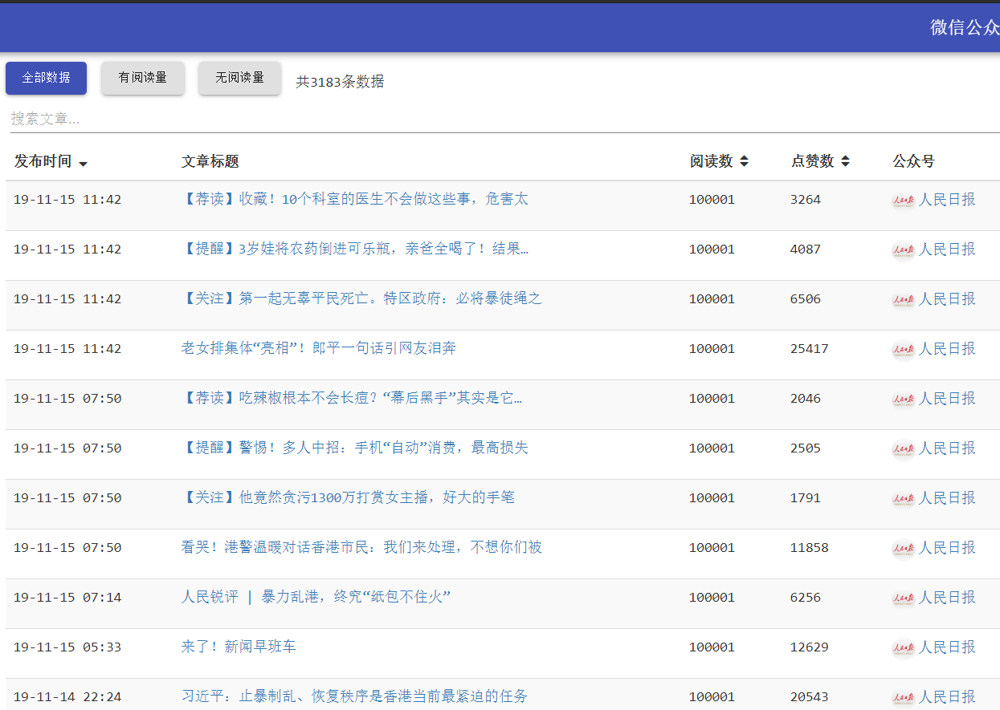 微信公众
全部数据 有阅读量 无阅读量 共3183条数据
搜索文章...
发布时间 文章标题 阅读数 点赞数 公众号
19-11-15 11:42 【荐读】收藏！10个科室的医生不会做这些事，危害太 100001 3264 人民日报
19-11-15 11:42 【提醒】3岁娃将农药倒进可乐瓶，亲爸全喝了！结果… 100001 4087 人民日报
19-11-15 11:42 【关注】第一起无辜平民死亡。特区政府：必将暴徒绳之 100001 6506 人民日报
19-11-15 11:42 老女排集体“亮相”！郎平一句话引网友泪奔 100001 25417 人民日报
19-11-15 07:50 【荐读】吃辣椒根本不会长痘？“幕后黑手”其实是它… 100001 2046 人民日报
19-11-15 07:50 【提醒】警惕！多人中招：手机“自动”消费，最高损失 100001 2505 人民日报
19-11-15 07:50 【关注】他竟然贪污1300万打赏女主播，好大的手笔 100001 1791 人民日报
19-11-15 07:50 看哭！港警温暖对话香港市民：我们来处理，不想你们被 100001 11858 人民日报
19-11-15 07:14 人民锐评 | 暴力乱港，终究“纸包不住火” 100001 6256 人民日报
19-11-15 05:33 来了！新闻早班车 100001 12629 人民日报
19-11-14 22:24 习近平：止暴制乱、恢复秩序是香港当前最紧迫的任务 100001 20543 人民日报